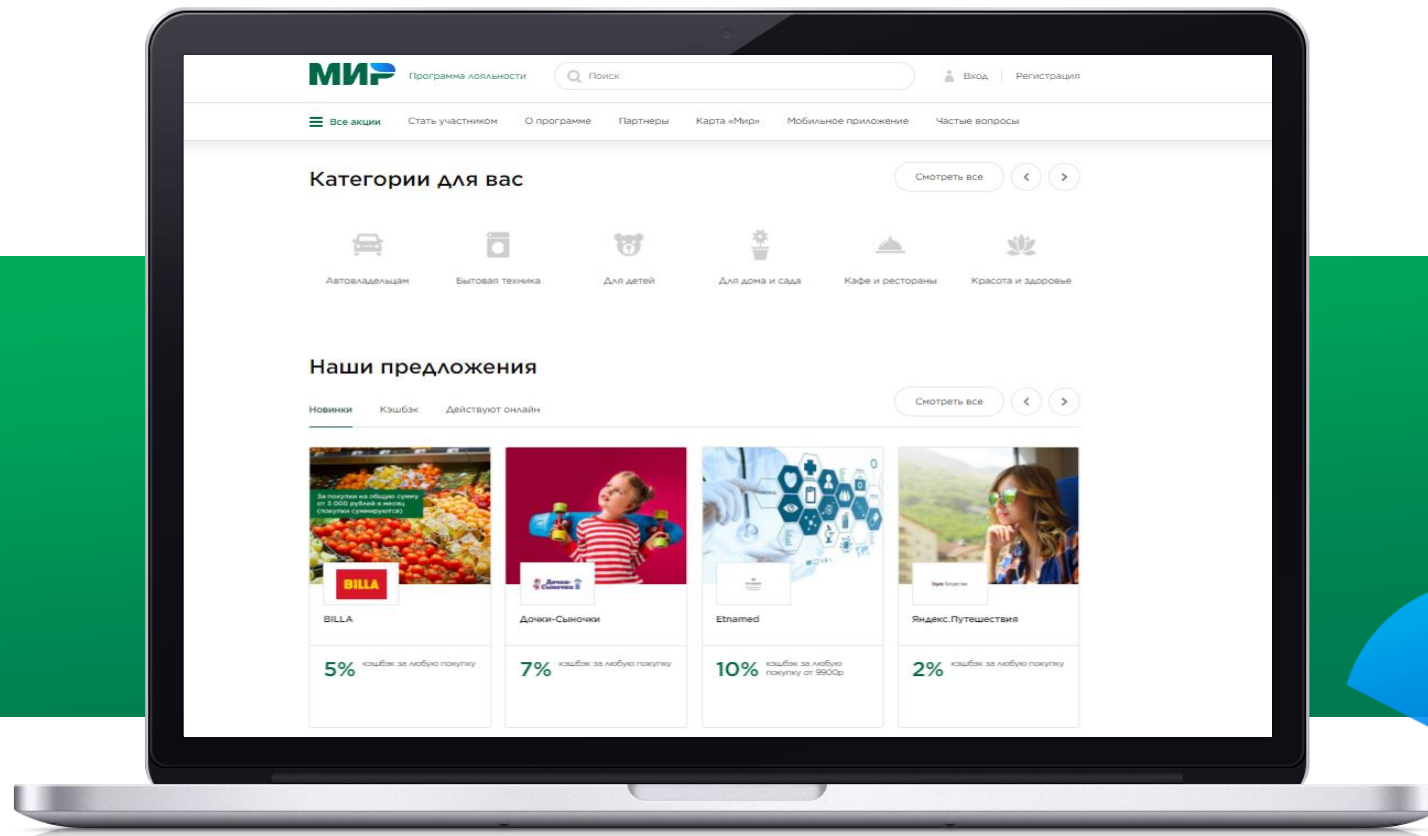 МИР Программа лояльности Поиск Вход Регистрация
Все акции Стать участником О программе Партнеры Карта «Мир» Мобильное приложение Частые вопросы
Категории для вас Смотреть все
Автовладельцам Бытовая техника Для детей Для дома и сада Кафе и рестораны Красота и здоровье
Наши предложения
Смотреть все
Новинки Кэшбэк Действуют онлайн
За покупки на общую сумму
от 3 000 рублей в месяц
(покупки суммируются)
BILLA
Дочки-
Сыночки
BILLA Дочки-Сыночки Etnamed Яндекс.Путешествия
5% кэшбэк за любую покупку
7% кэшбэк за любую покупку
10% кэшбэк за любую
покупку от 9900р
2% кэшбэк за любую покупку